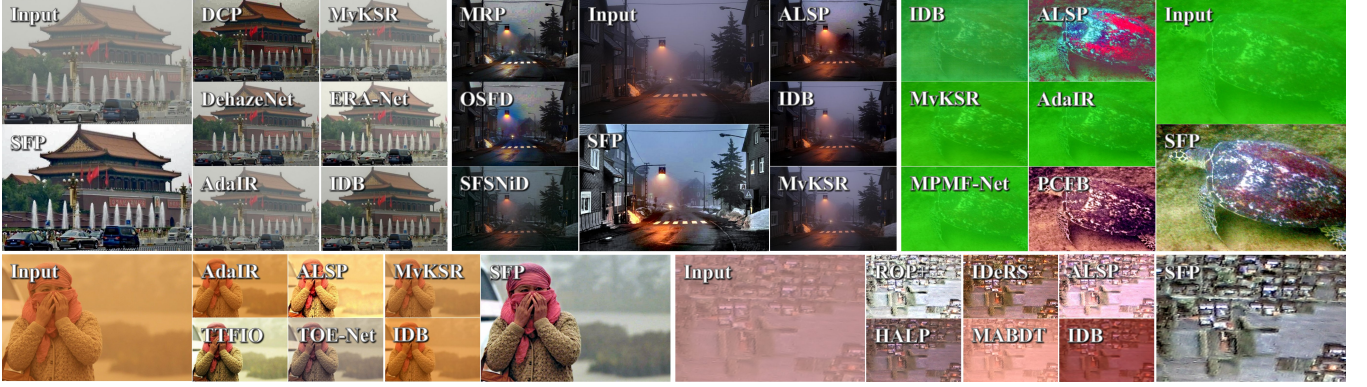 Input
DCP
MvKSR
DehazeNet
ERA-Net
SFP
AdaIR
IDB
MRP
Input
ALSP
OSFD
IDB
SFP
SFSNiD
MvKSR
IDB
ALSP
Input
MvKSR
AdaIR
SFP
MPMF-Net
PCFB
Input
AdaIR
ALSP
MvKSR
SFP
TTFIO
TOE-Net
IDB
Input
ROP+
IDeRS
ALSP
SFP
HALP
MABDT
IDB